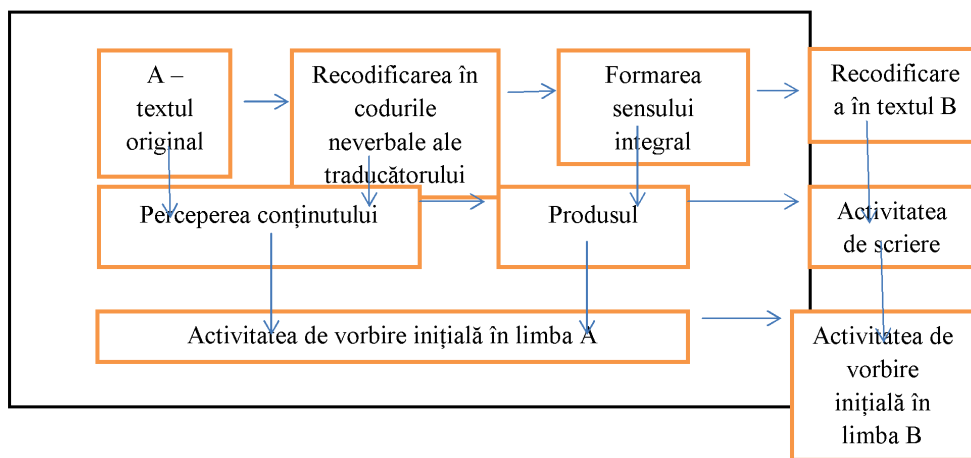 A –
textul
original
Recodificarea în
codurile
neverbale ale
traducătorului
Formarea
sensului
integral
Recodificare
a în textul B
Perceperea conținutului
Produsul
Activitatea
de scriere
Activitatea de vorbire inițială în limba A
Activitatea de
vorbire
inițială în
limba B